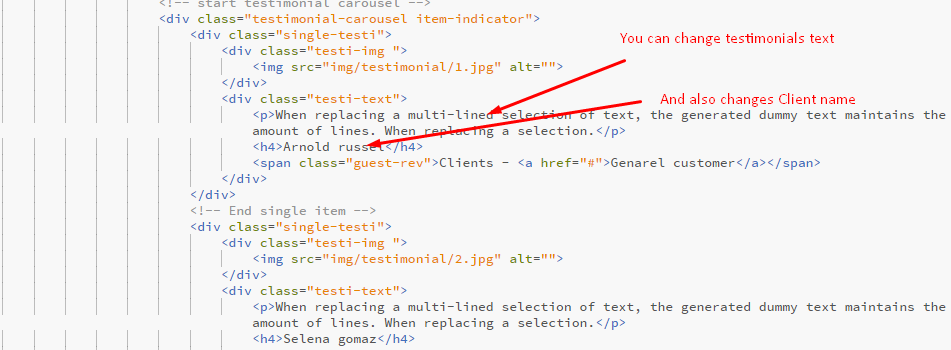 <!-- start testimonial carousel -->
<div class="testimonial-carousel item-indicator">
<div class="single-testi">
You can change testimonials text
<div class="testi-img ">
<img src="img/testimonial/1.jpg" alt="">
</div>
<div class="testi-text">
And also changes Client name
<p>When replacing a multi-lined selection of text, the generated dummy text maintains the
amount of lines. When replacing a selection.</p>
<h4>Arnold russel</h4>
<span class="guest-rev">Clients - <a href="#">Genarel customer</a></span>
</div>
</div>
<!-- End single item -->
<div class="single-testi">
<div class="testi-img ">
<img src="img/testimonial/2.jpg" alt="">
</div>
<div class="testi-text">
<p>When replacing a multi-lined selection of text, the generated dummy text maintains the
amount of lines. When replacing a selection.</p>
<h4>Selena gomaz</h4>